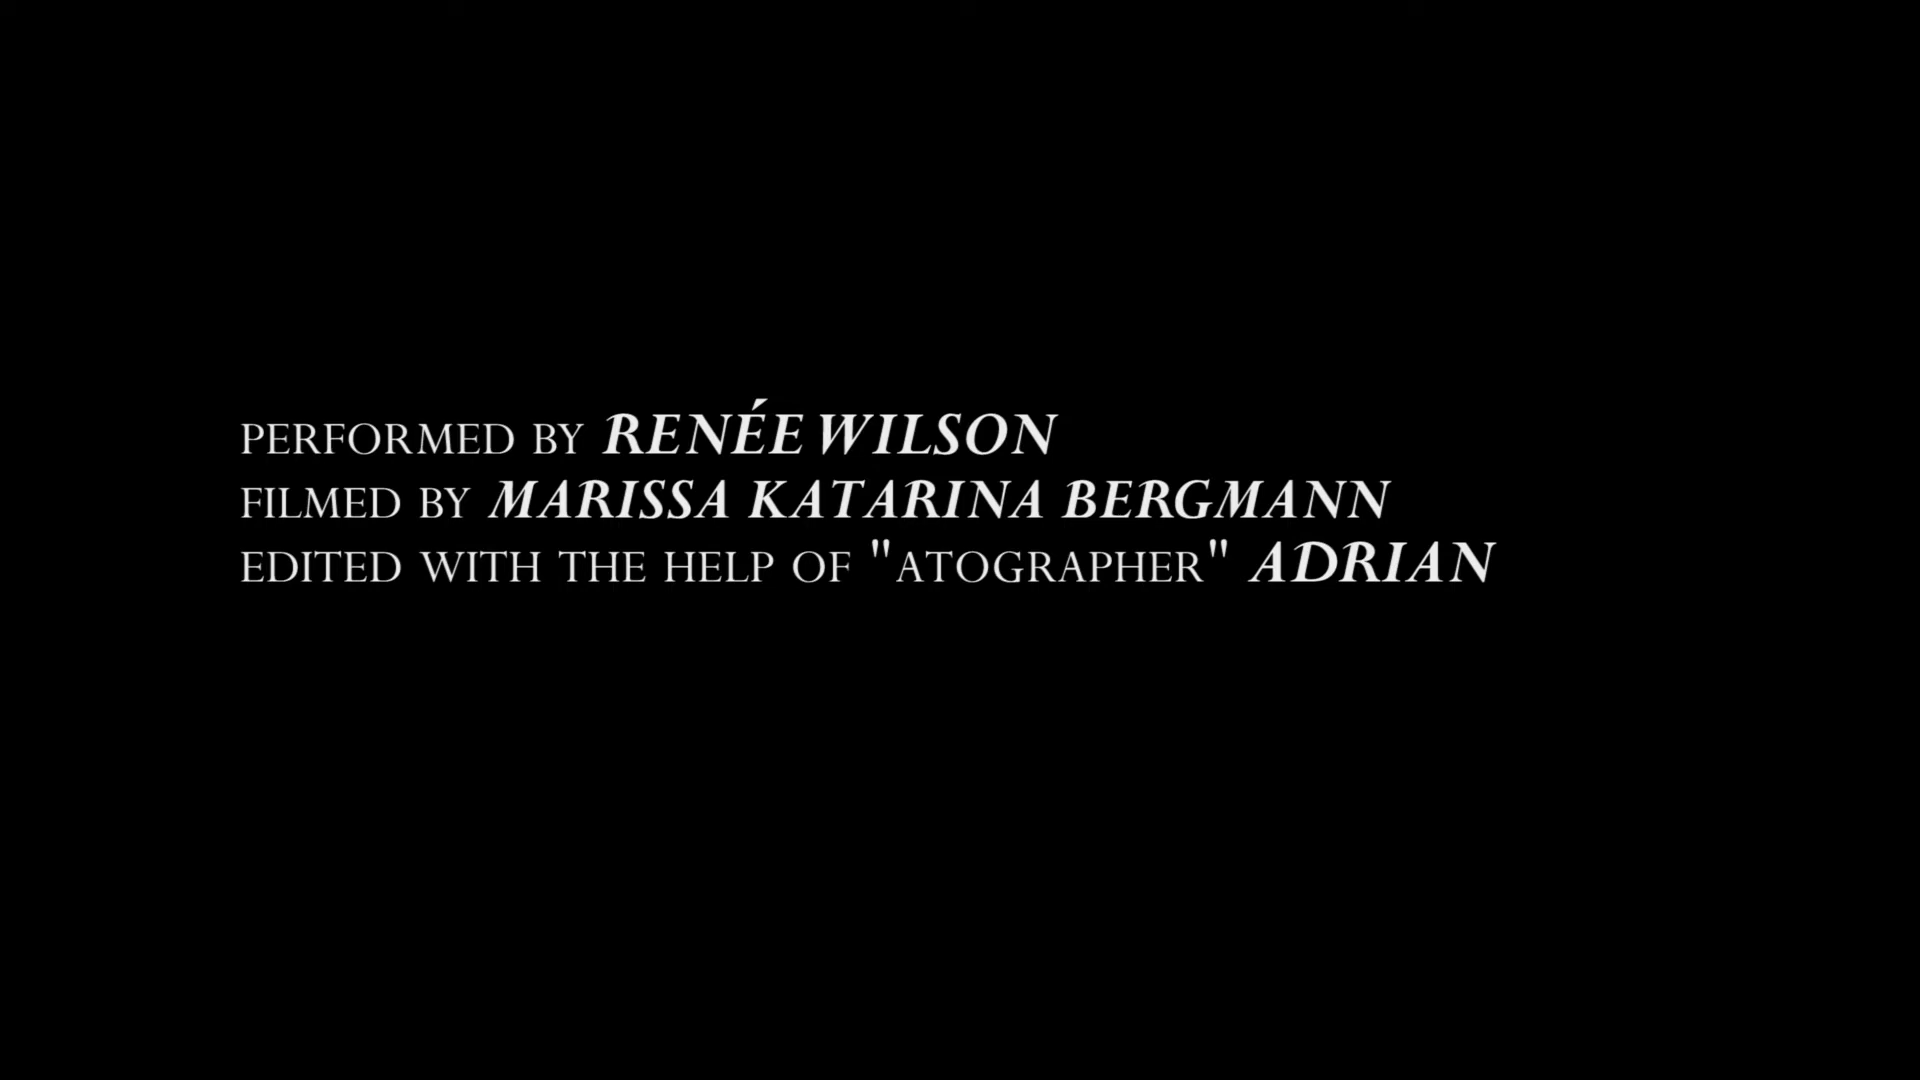 PERFORMED BY RENÉE WILSON
FILMED BY MARISSA KATARINA BERGMANN
EDITED WITH THE HELP OF "ATOGRAPHER" ADRIAN